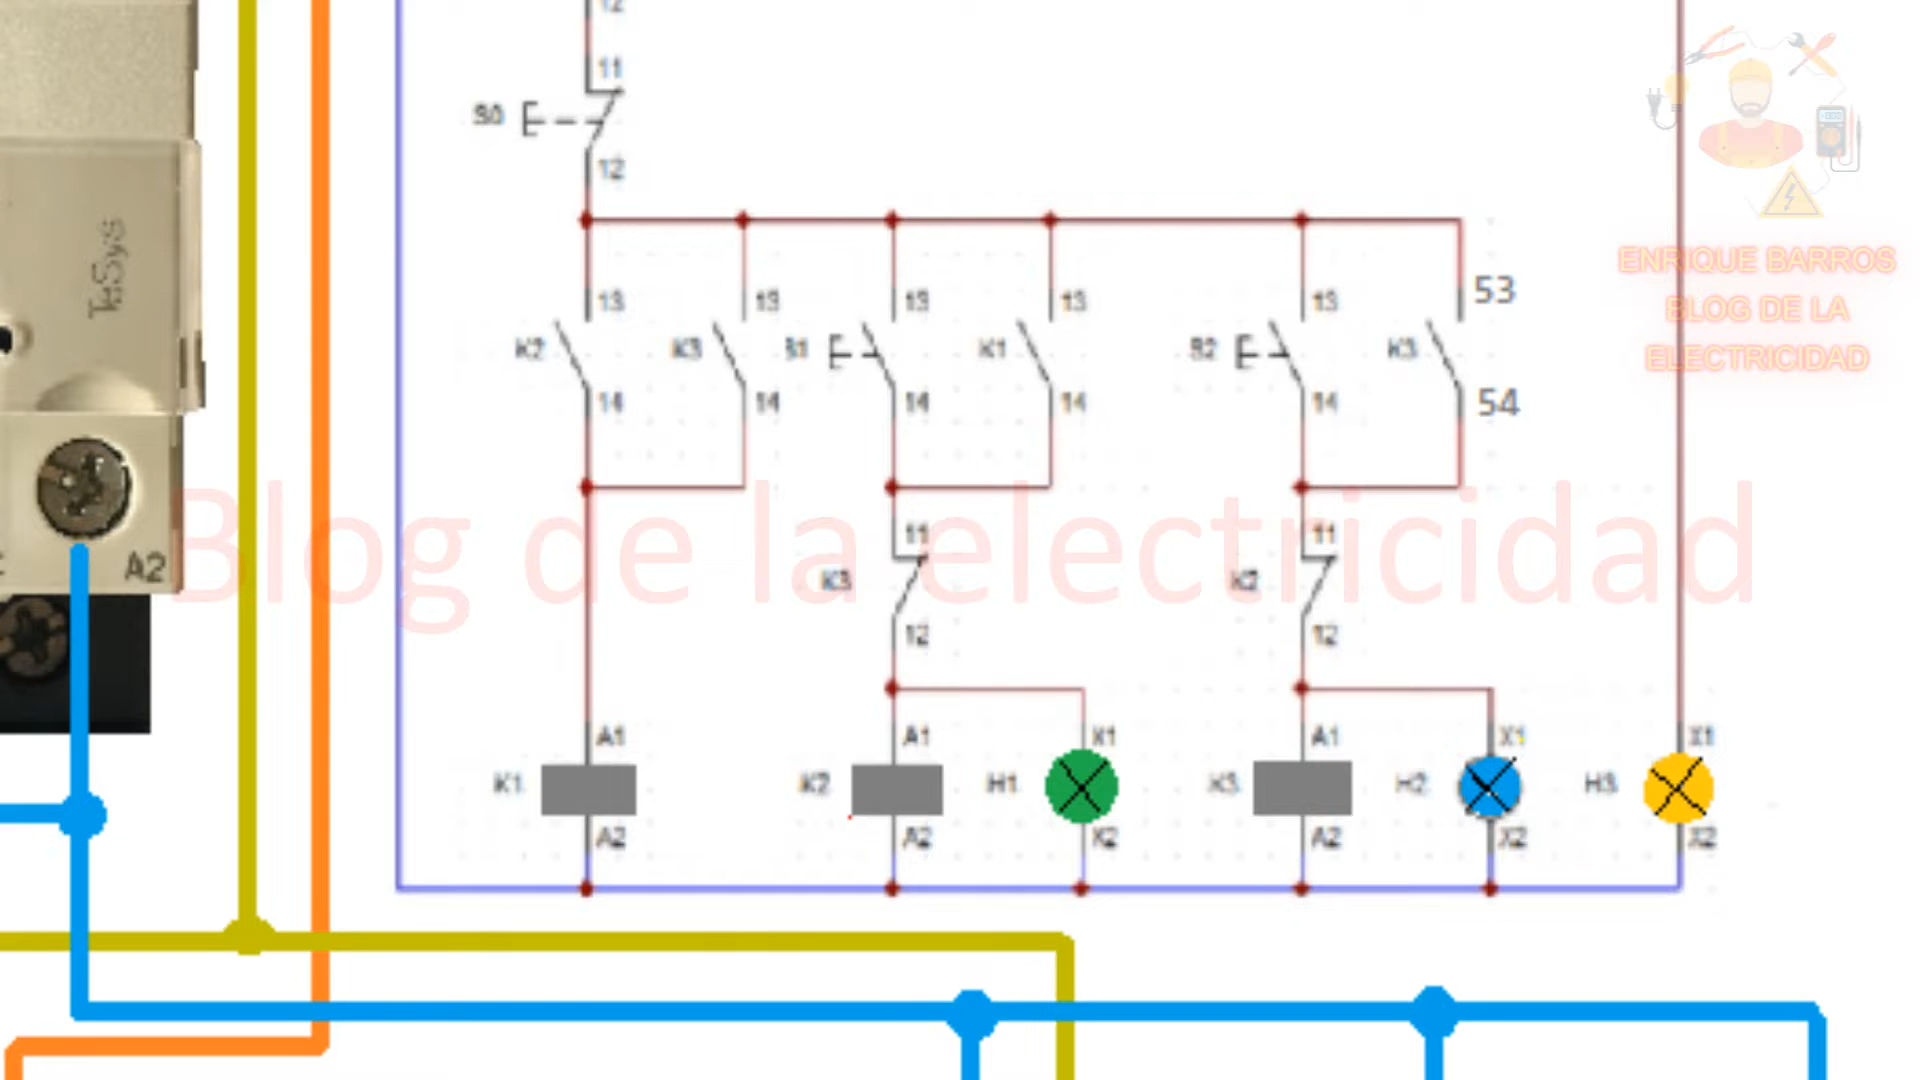 12
11
S0
12
TeSys
ENRIQUE BARROS
BLOG DE LA
ELECTRICIDAD
13 13 13 13 13 53
K2 K3 S1 K1 S2 K3
14 14 14 14 14 54
Blog de la electricidad
11 11
K3 K2
12 12
A2
A1 A1 X1 A1 X1 X1
K1 K2 H1 K3 H2 H3
A2 A2 X2 A2 X2 X2